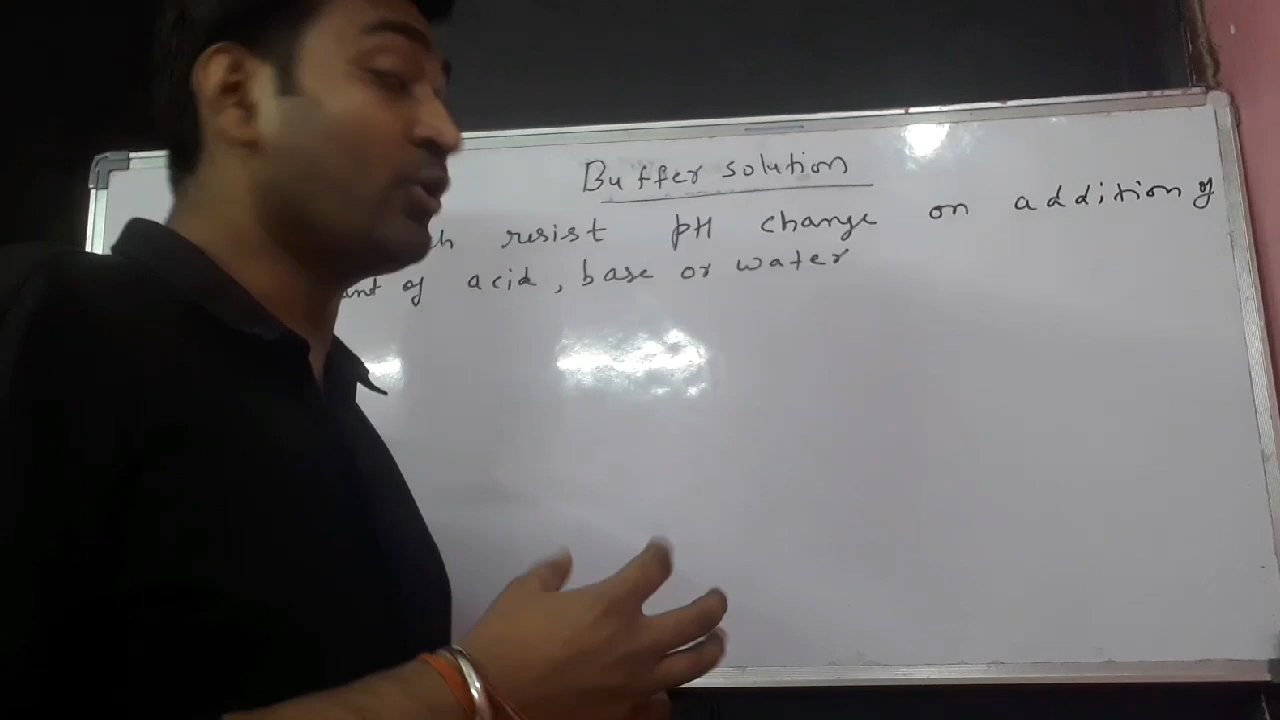 Buffer solution
resist pH change on addition of
of acid, base or water